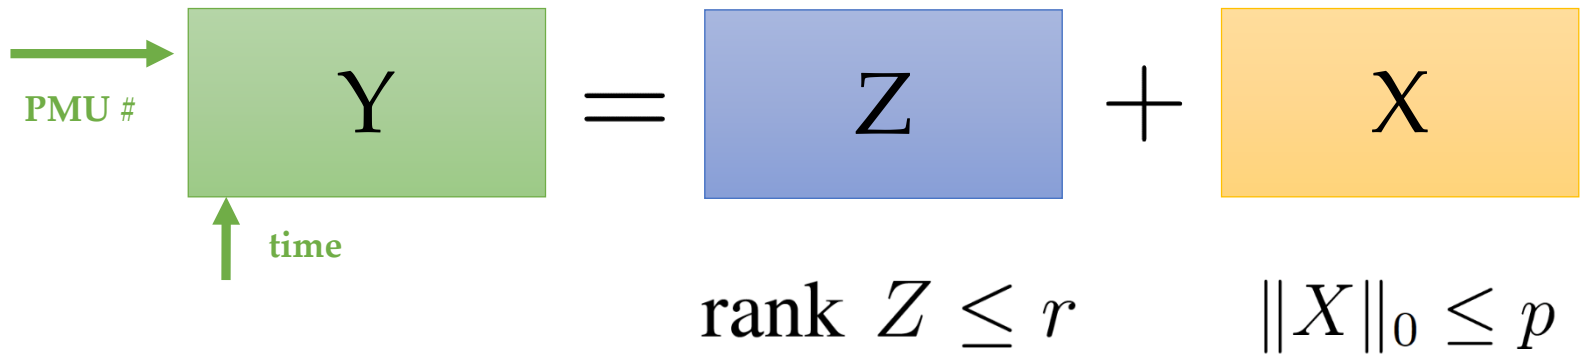 PMU #
Y = Z + X
time
rank Z ≤ r
‖X‖₀ ≤ p